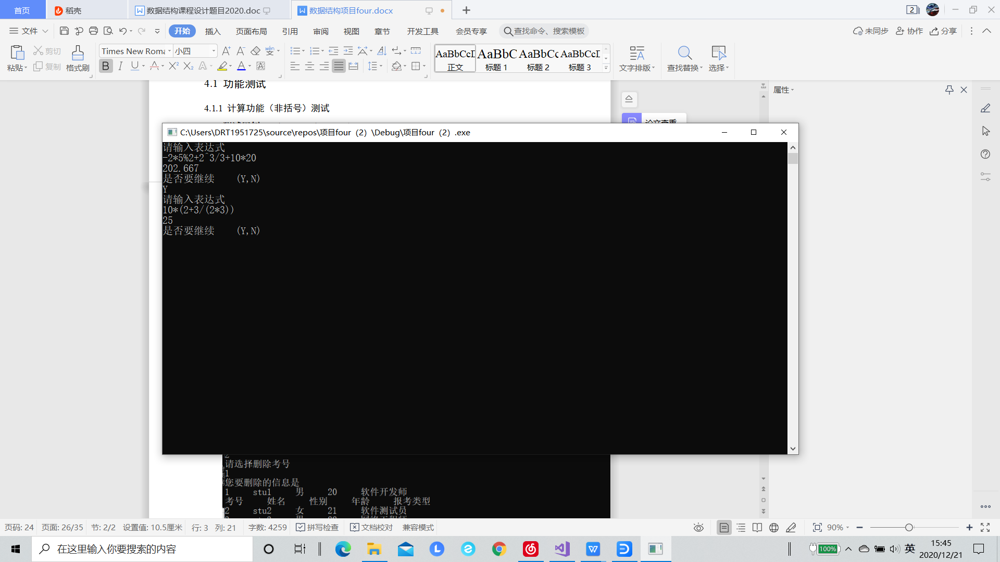 首页
稻壳
数据结构课程设计题目2020.doc
数据结构项目four.docx
2
文件
开始
插入
页面布局
引用
审阅
视图
章节
开发工具
会员专享
查找命令、搜索模板
未同步
协作
分享
粘贴
剪切
复制
格式刷
Times New Roma
小四
AaBbCcI
正文
AaBbC
标题 1
AaBbCc
标题 2
AaBbCcI
标题 3
文字排版
查找替换
选择
4.1 功能测试
4.1.1 计算功能（非括号）测试
属性
C:\Users\DRT1951725\source\repos\项目four（2）\Debug\项目four（2）.exe
请输入表达式
-2*5%2+2^3/3+10*20
202.667
是否要继续 (Y,N)
Y
请输入表达式
10*(2+3/(2*3))
25
是否要继续 (Y,N)
请选择删除考号
1
您要删除的信息是
1 stu1 男 20 软件开发师
考号 姓名 性别 年龄 报考类型
2 stu2 女 21 软件测试员
页码: 24
页面: 26/35
节: 2/2
设置值: 10.5厘米
行: 3
列: 21
字数: 4259
拼写检查
文档校对
兼容模式
90%
在这里输入你要搜索的内容
100%
英
15:45
2020/12/21